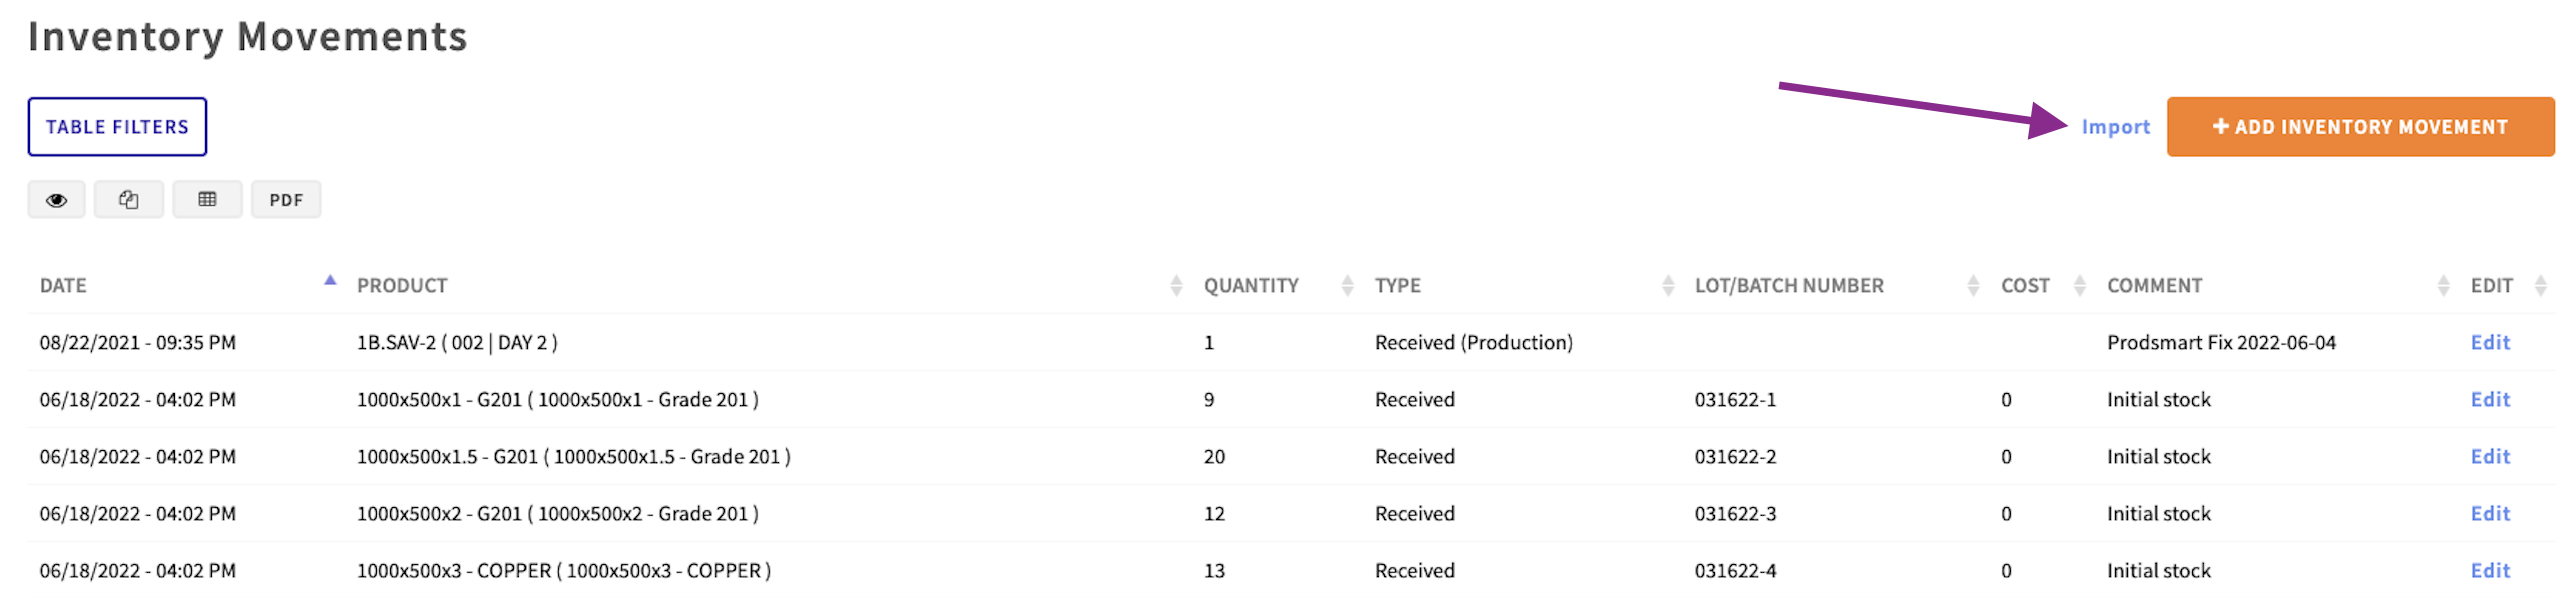 Inventory Movements
TABLE FILTERS
Import
+ ADD INVENTORY MOVEMENT
PDF
DATE PRODUCT QUANTITY TYPE LOT/BATCH NUMBER COST COMMENT EDIT
08/22/2021 - 09:35 PM 1B.SAV-2 ( 002 | DAY 2 ) 1 Received (Production) Prodsmart Fix 2022-06-04 Edit
06/18/2022 - 04:02 PM 1000x500x1 - G201 ( 1000x500x1 - Grade 201 ) 9 Received 031622-1 0 Initial stock Edit
06/18/2022 - 04:02 PM 1000x500x1.5 - G201 ( 1000x500x1.5 - Grade 201 ) 20 Received 031622-2 0 Initial stock Edit
06/18/2022 - 04:02 PM 1000x500x2 - G201 ( 1000x500x2 - Grade 201 ) 12 Received 031622-3 0 Initial stock Edit
06/18/2022 - 04:02 PM 1000x500x3 - COPPER ( 1000x500x3 - COPPER ) 13 Received 031622-4 0 Initial stock Edit